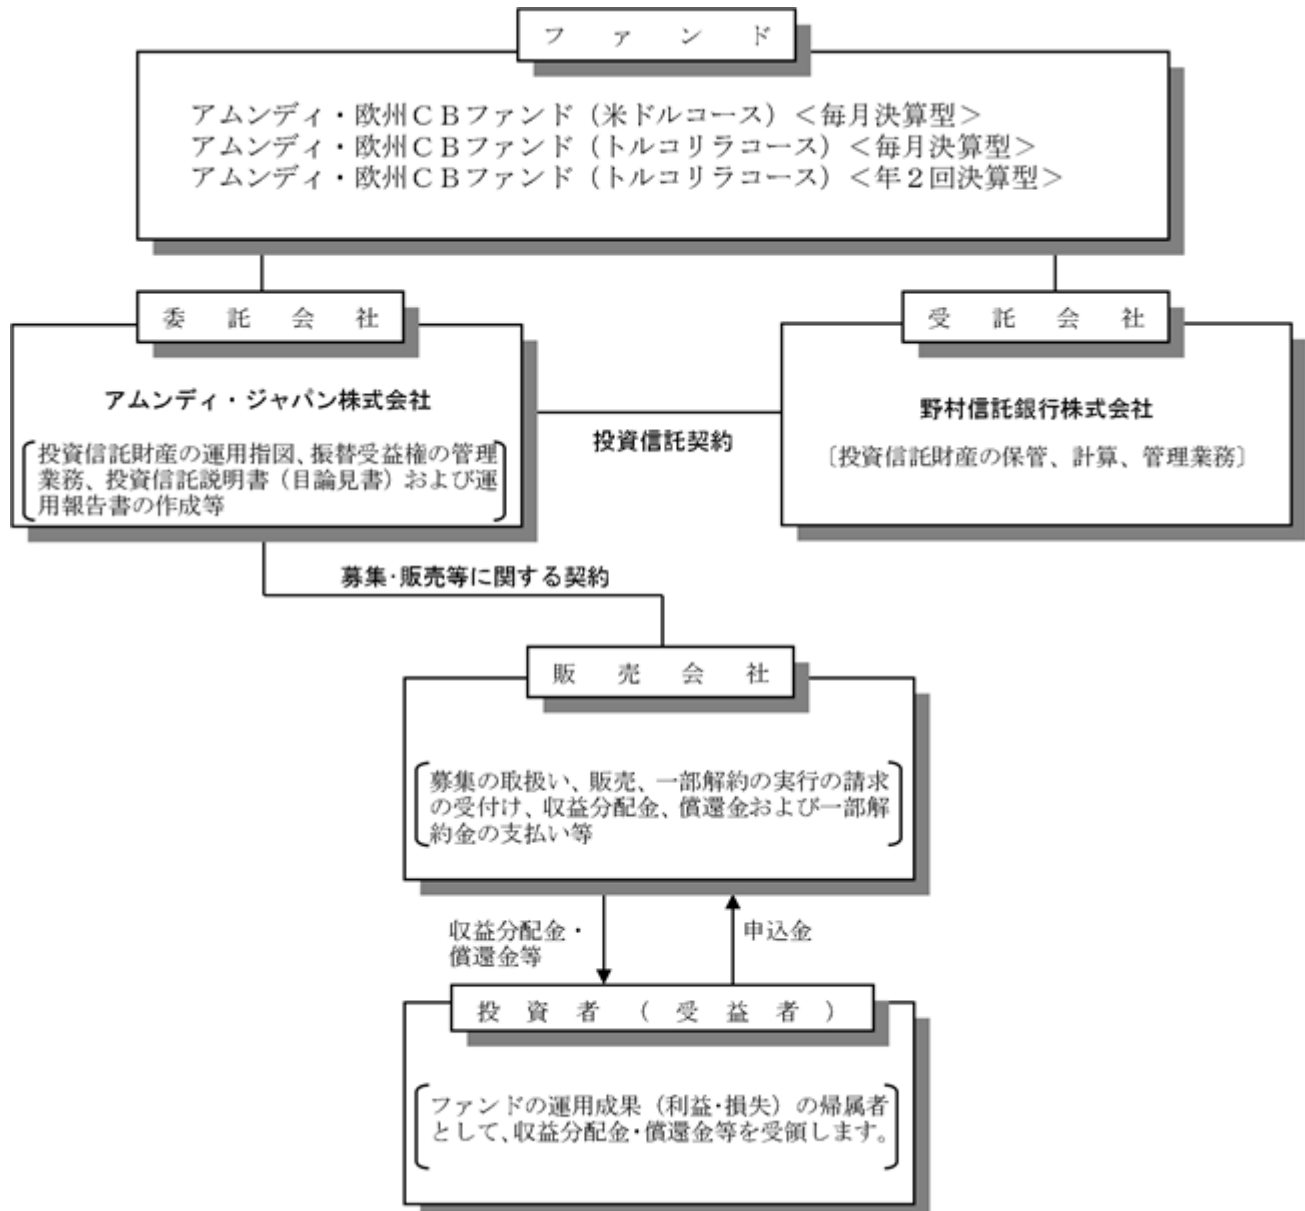 ファンド
アムンディ・欧州ＣＢファンド（米ドルコース）＜毎月決算型＞
アムンディ・欧州ＣＢファンド（トルコリラコース）＜毎月決算型＞
アムンディ・欧州ＣＢファンド（トルコリラコース）＜年２回決算型＞
委託会社
アムンディ・ジャパン株式会社
投資信託財産の運用指図、振替受益権の管理
業務、投資信託説明書（目論見書）および運
用報告書の作成等
投資信託契約
受託会社
野村信託銀行株式会社
〔投資信託財産の保管、計算、管理業務〕
募集・販売等に関する契約
販売会社
募集の取扱い、販売、一部解約の実行の請求
の受付け、収益分配金、償還金および一部解
約金の支払い等
収益分配金・
償還金等
申込金
投資者（受益者）
ファンドの運用成果（利益・損失）の帰属者
として、収益分配金・償還金等を受領します。